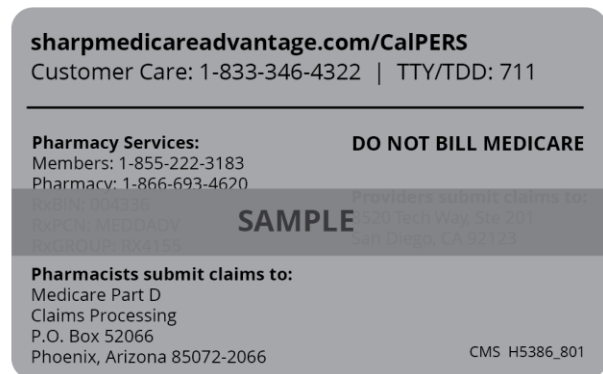 sharpmedicareadvantage.com/CalPERS
Customer Care: 1-833-346-4322 | TTY/TDD: 711
Pharmacy Services:
Members: 1-855-222-3183
Pharmacy: 1-866-693-4620
RxBIN: 004336
RxPCN: MEDDADV
RxGROUP: RX4155
DO NOT BILL MEDICARE
Providers submit claims to:
8520 Tech Way, Ste 201
San Diego, CA 92123
SAMPLE
Pharmacists submit claims to:
Medicare Part D
Claims Processing
P.O. Box 52066
Phoenix, Arizona 85072-2066
CMS H5386_801